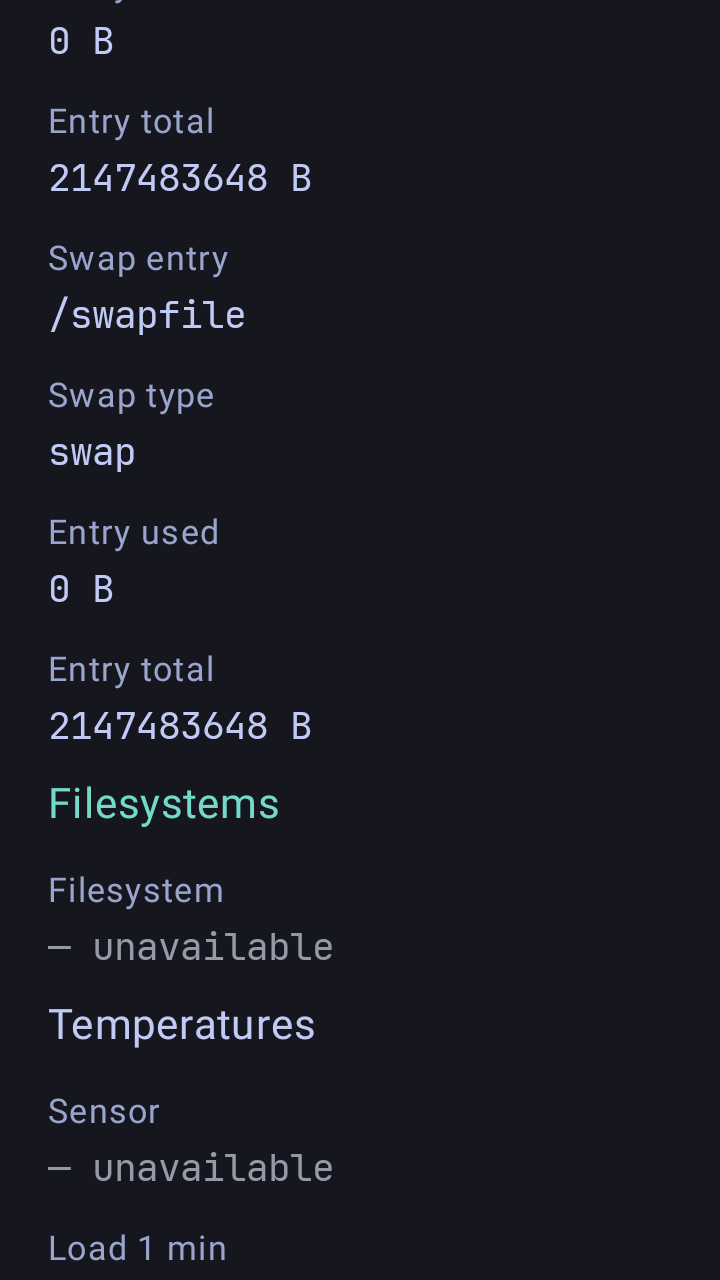 0 B
Entry total
2147483648 B
Swap entry
/swapfile
Swap type
swap
Entry used
0 B
Entry total
2147483648 B
Filesystems
Filesystem
— unavailable
Temperatures
Sensor
— unavailable
Load 1 min